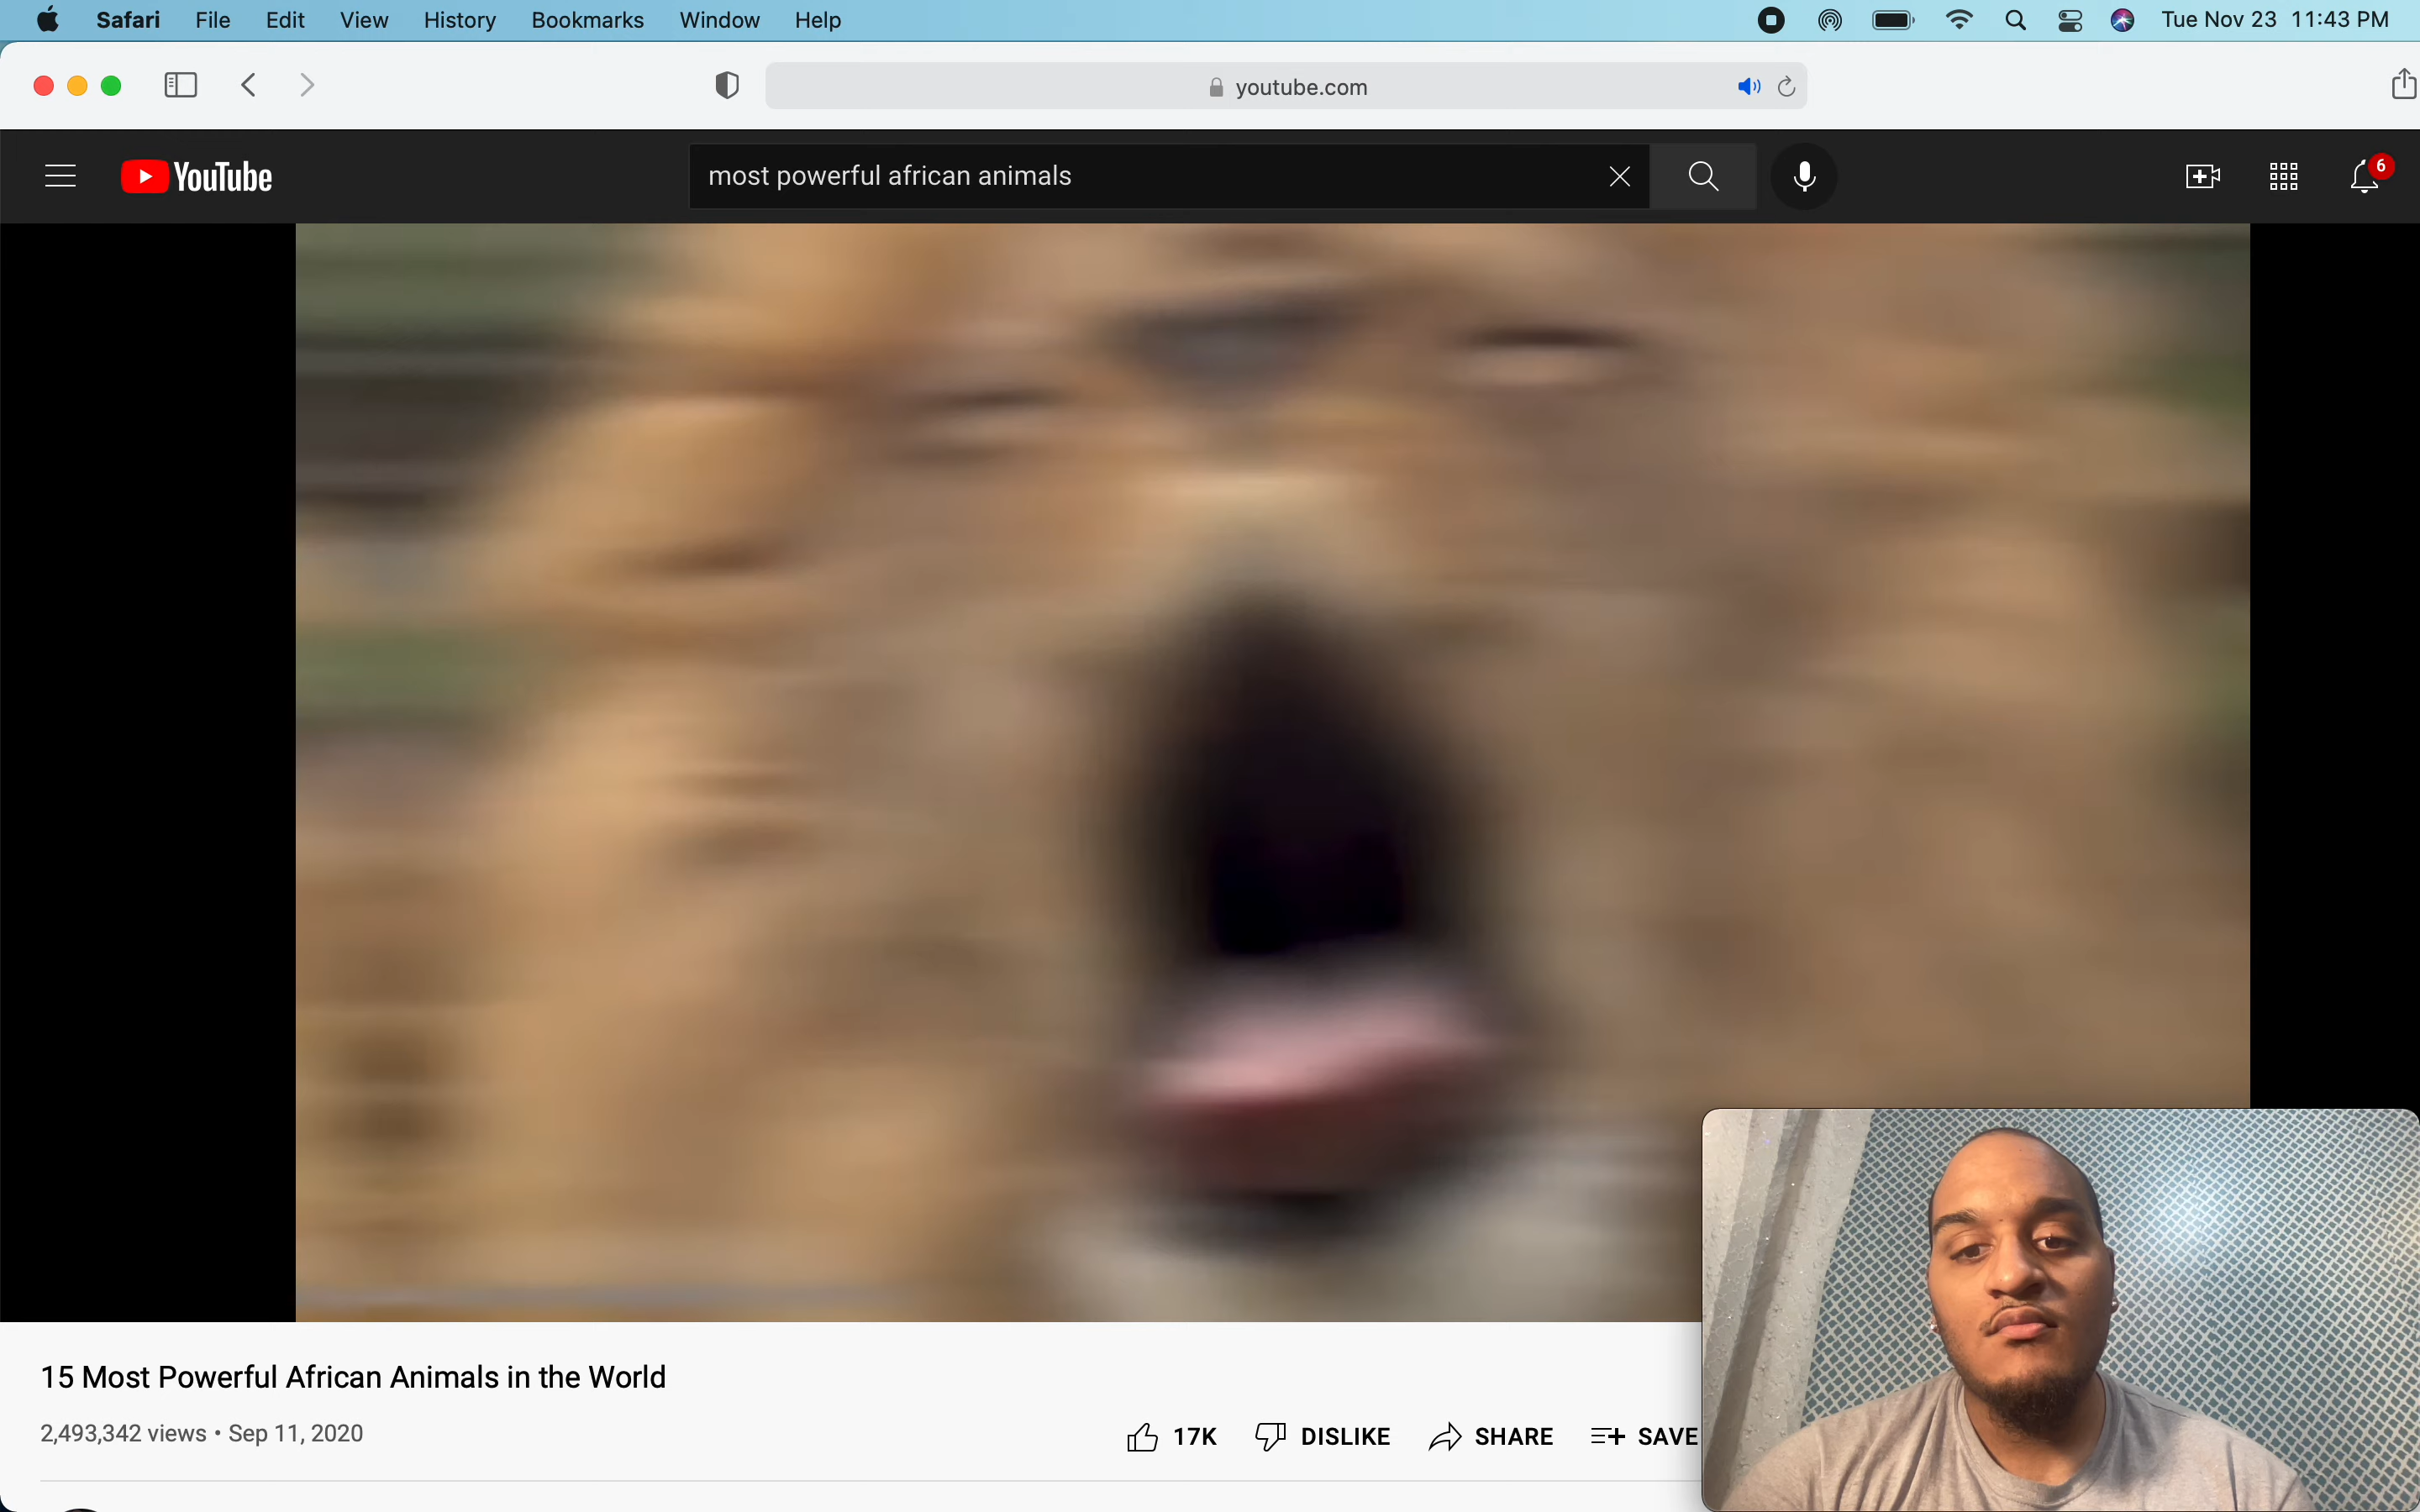 Safari File Edit View History Bookmarks Window Help Tue Nov 23 11:43 PM
youtube.com
YouTube most powerful african animals 6
15 Most Powerful African Animals in the World
2,493,342 views • Sep 11, 2020
17K DISLIKE SHARE SAVE